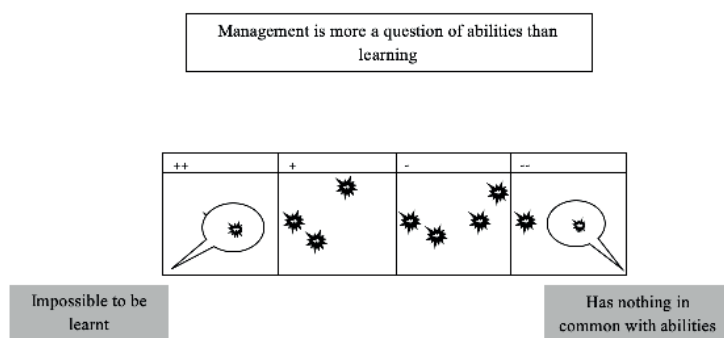 Management is more a question of abilities than
learning
++ + - --
Impossible to be
learnt
Has nothing in
common with abilities